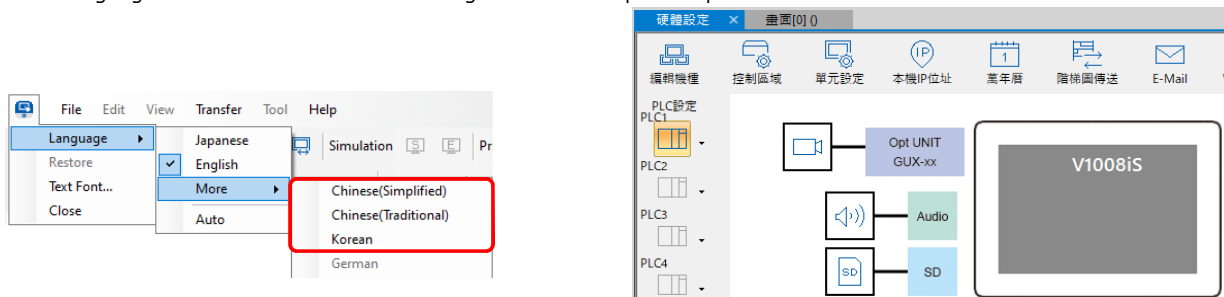 File Edit View Transfer Tool Help
Language Japanese Simulation S E Pr
Restore English
Text Font... More Chinese(Simplified)
Close Auto Chinese(Traditional)
Korean
German
硬體設定 × 畫面[0] ()
編輯機種 控制區域 單元設定 本機IP位址 萬年曆 階梯圖傳送 E-Mail
IP 1
PLC設定
PLC1
PLC2
PLC3
PLC4
Opt UNIT
GUX-xx
V1008iS
Audio
SD SD